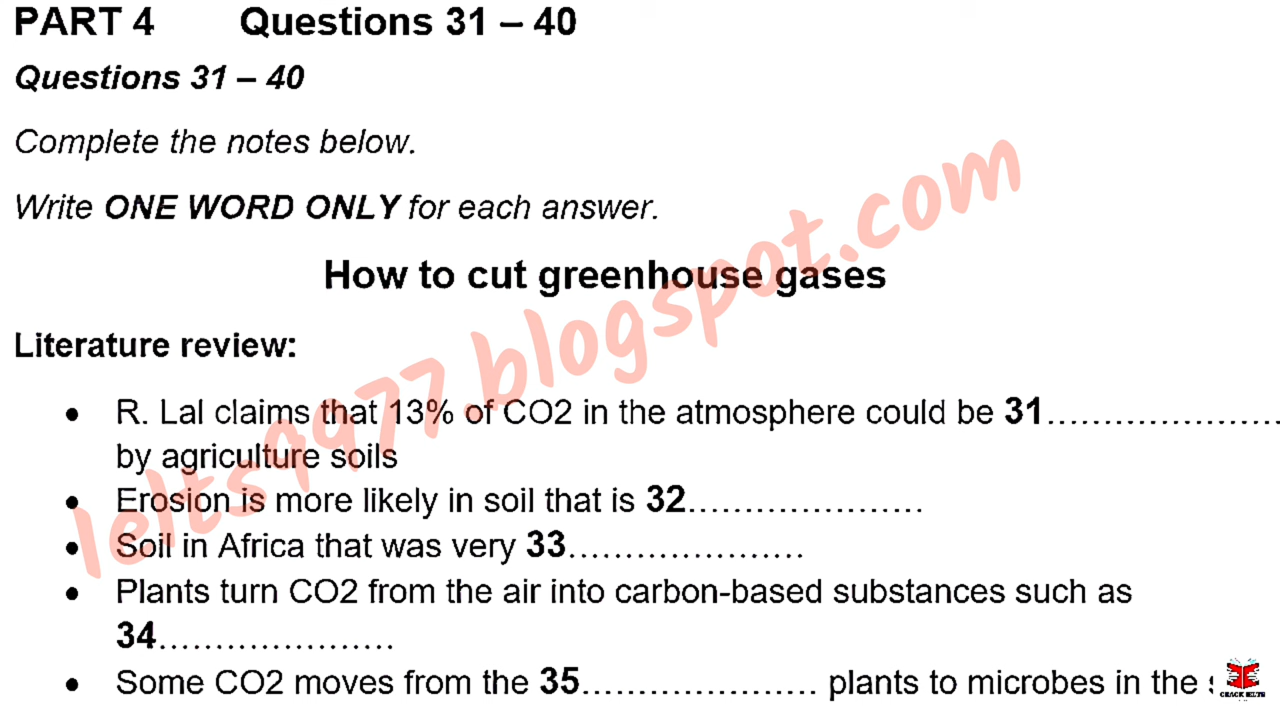 PART 4 Questions 31 – 40
Questions 31 – 40
Complete the notes below.
Write ONE WORD ONLY for each answer.
How to cut greenhouse gases
Literature review:
• R. Lal claims that 13% of CO2 in the atmosphere could be 31.....................
by agriculture soils
• Erosion is more likely in soil that is 32.....................
• Soil in Africa that was very 33.....................
• Plants turn CO2 from the air into carbon-based substances such as
34.....................
• Some CO2 moves from the 35..................... plants to microbes in the
Ielts9977.blogspot.com
CRACK IELTS